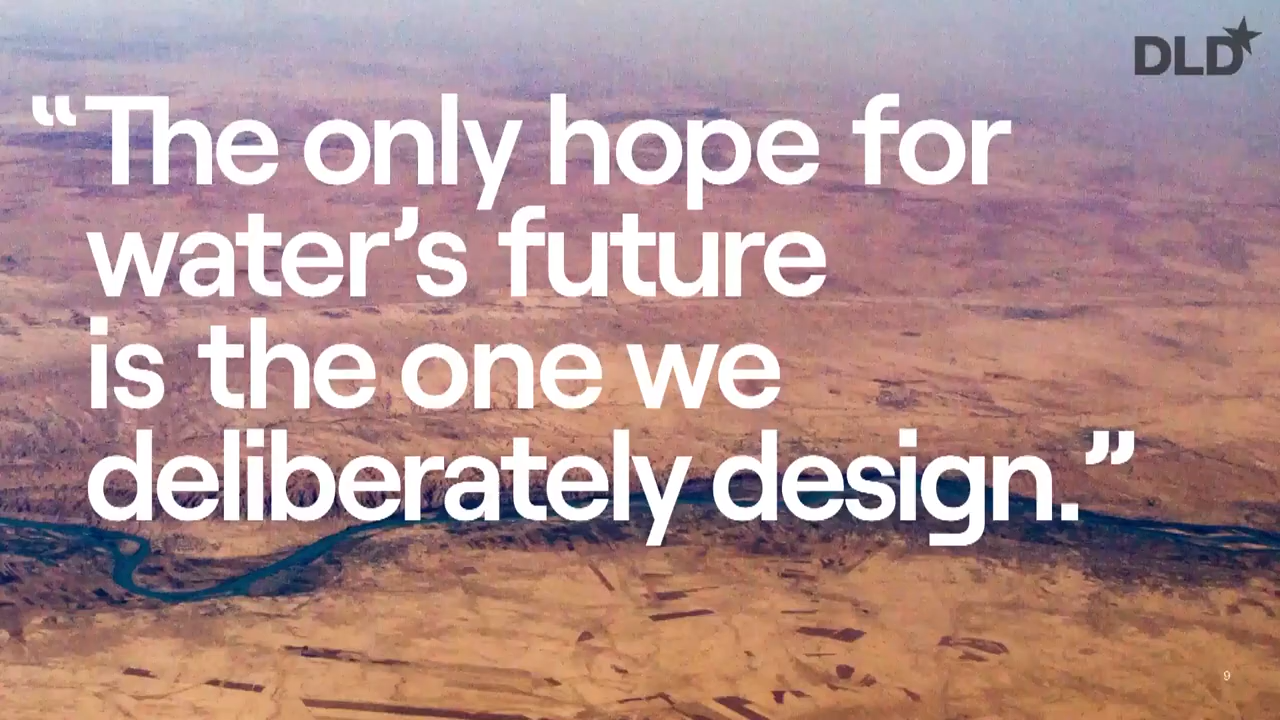 DLD
“The only hope for
water’s future
is the one we
deliberately design.”
9